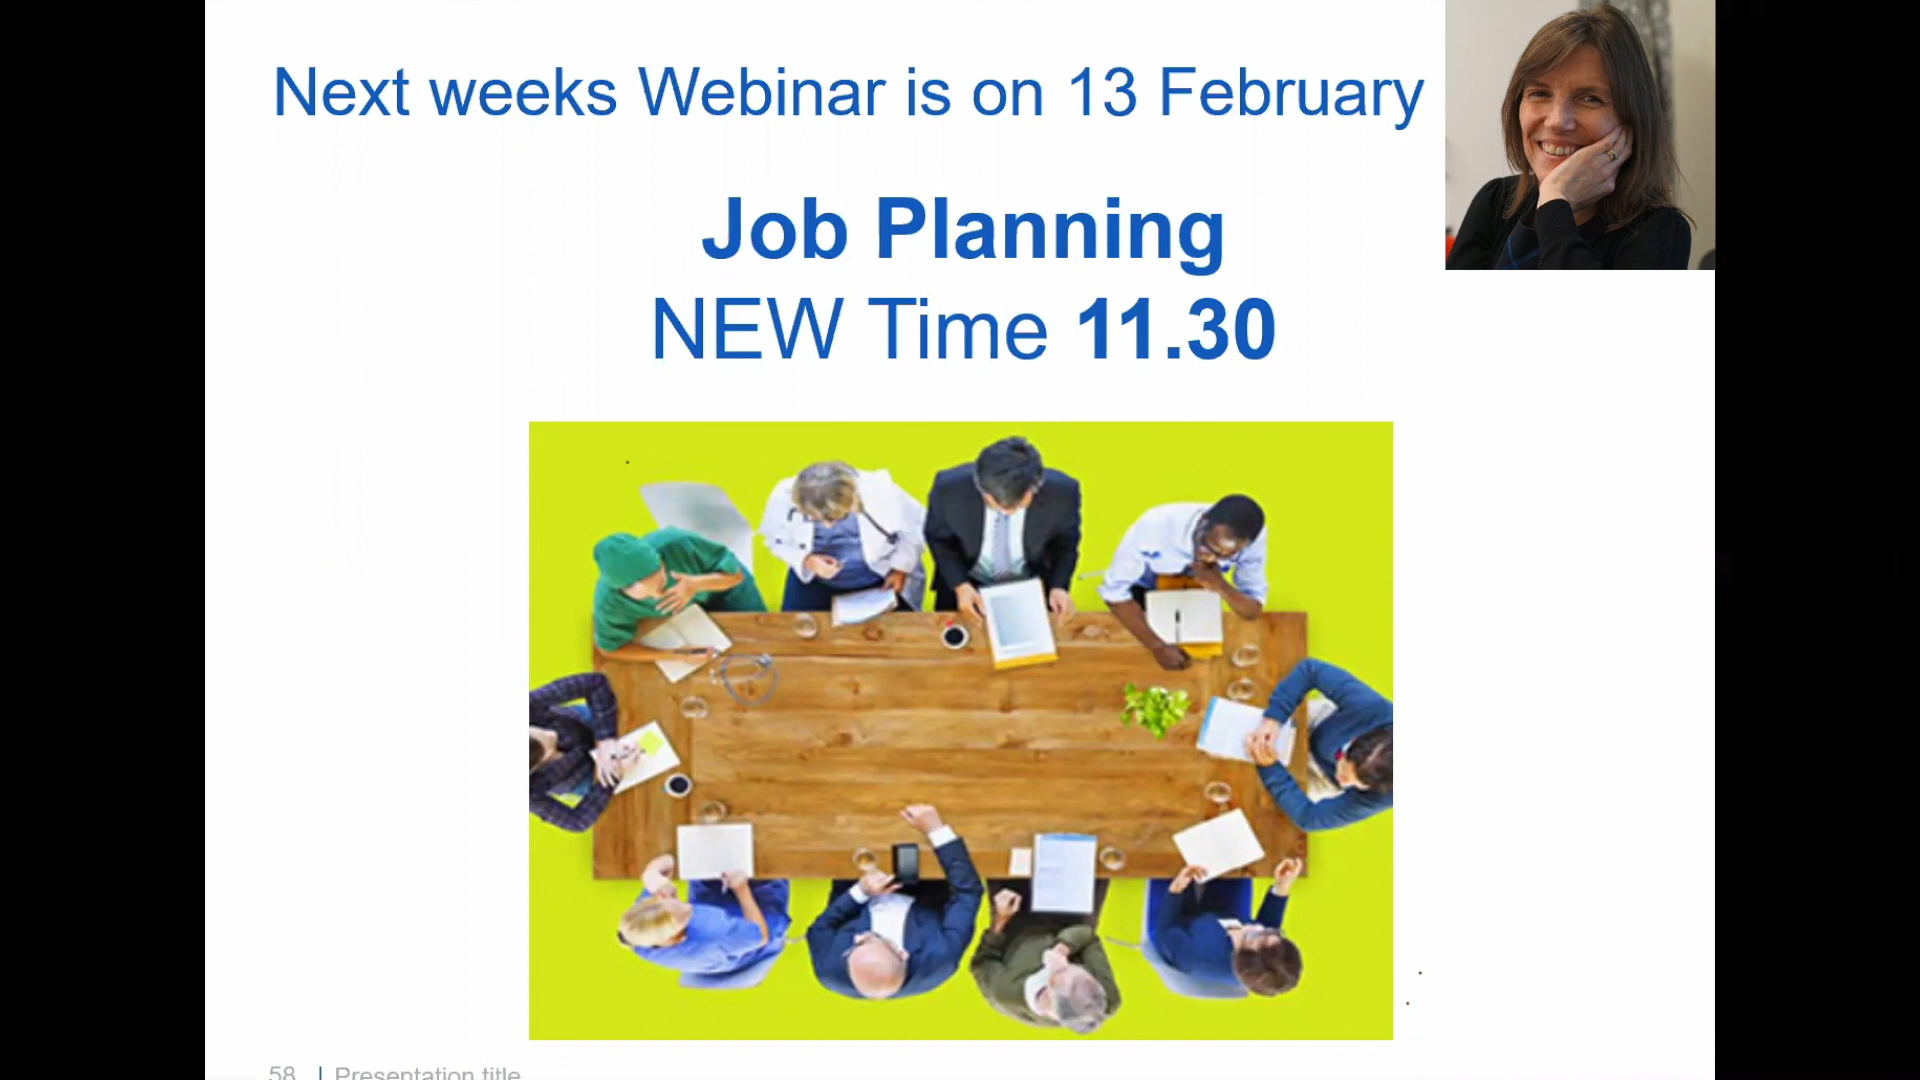 Next weeks Webinar is on 13 February
Job Planning
NEW Time 11.30
58 | Presentation title